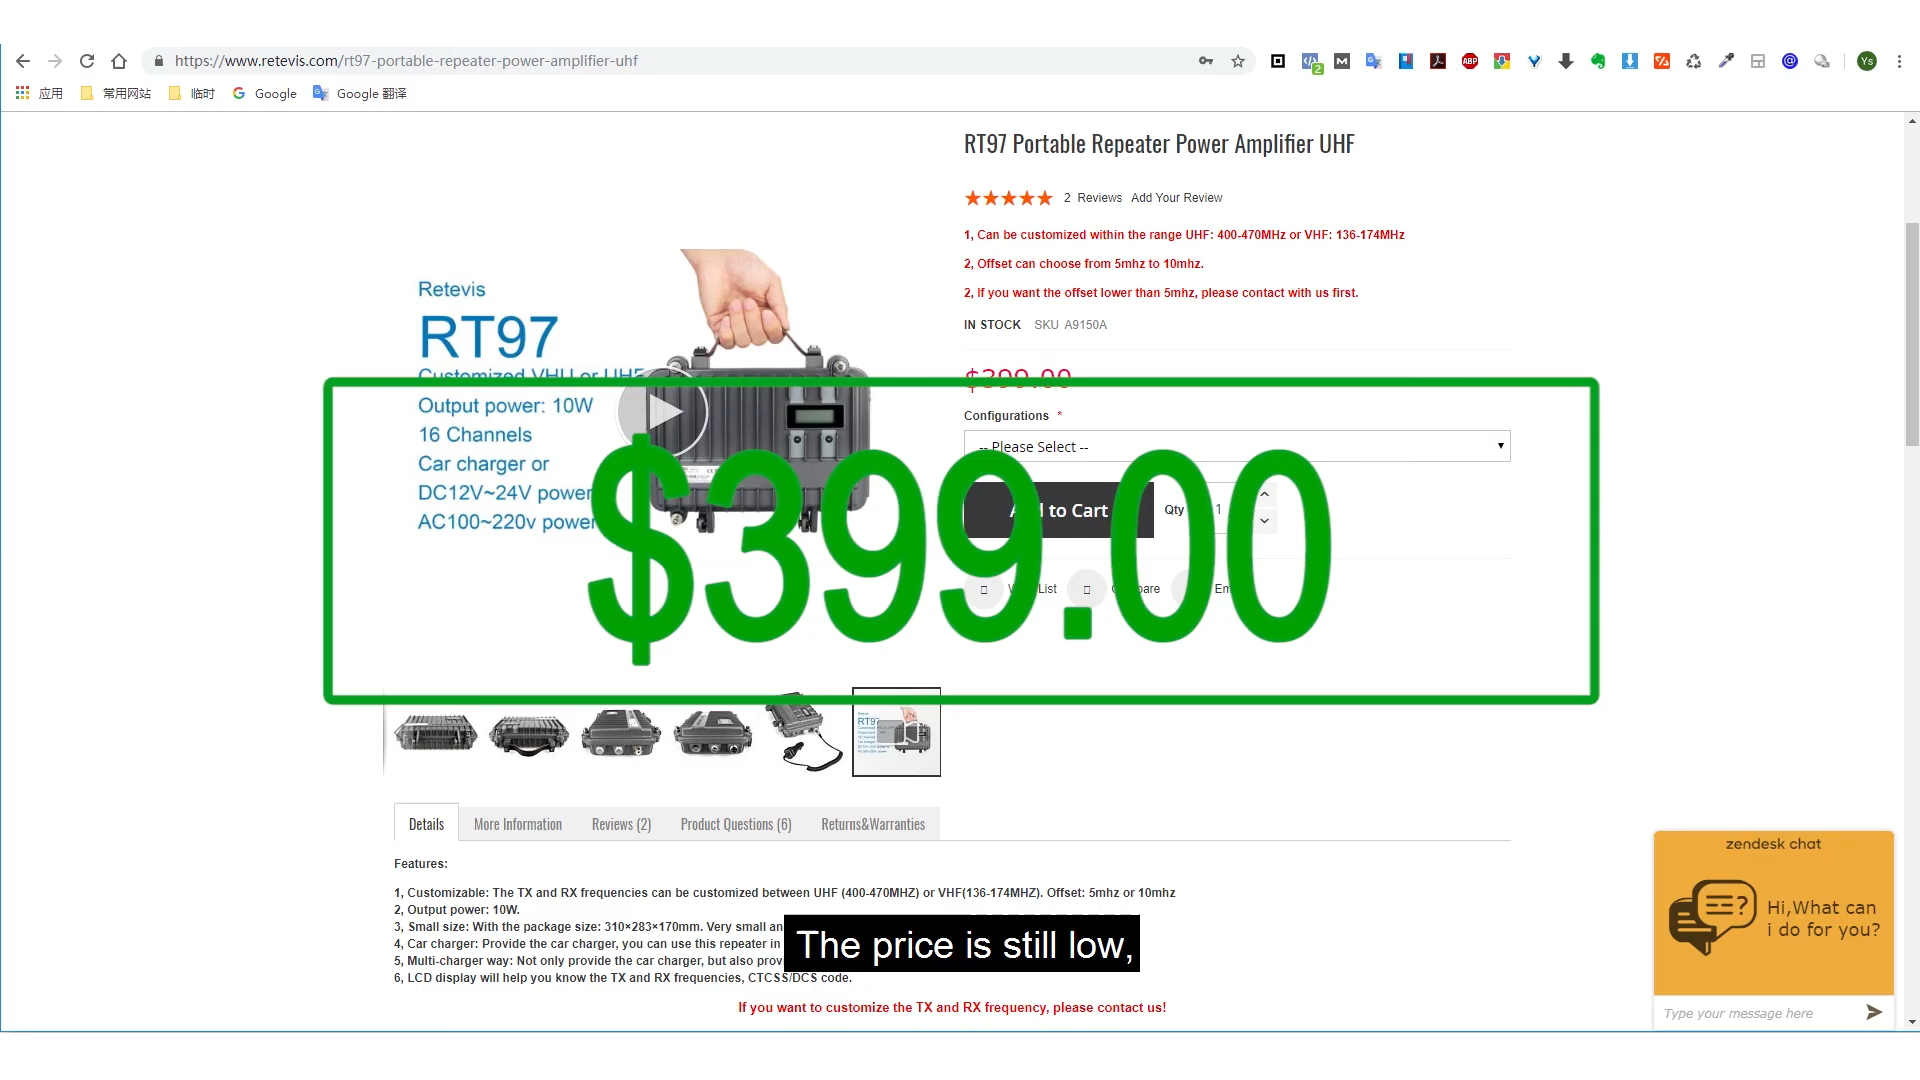 https://www.retevis.com/rt97-portable-repeater-power-amplifier-uhf
2
M
ABP
Ys
应用
常用网站
临时
Google
Google 翻译
RT97 Portable Repeater Power Amplifier UHF
2 Reviews Add Your Review
1, Can be customized within the range UHF: 400-470MHz or VHF: 136-174MHz
2, Offset can choose from 5mhz to 10mhz.
2, If you want the offset lower than 5mhz, please contact with us first.
IN STOCK SKU A9150A
$399.00
Configurations *
-- Please Select --
to Cart
Qty
1
List
Retevis
RT97
Customized VHU or UHF
Output power: 10W
16 Channels
Car charger or
DC12V~24V power
AC100~220v power
$399.00
Details
More Information
Reviews (2)
Product Questions (6)
Returns&Warranties
Features:
1, Customizable: The TX and RX frequencies can be customized between UHF (400-470MHZ) or VHF(136-174MHZ). Offset: 5mhz or 10mhz
2, Output power: 10W.
3, Small size: With the package size: 310×283×170mm. Very small an
4, Car charger: Provide the car charger, you can use this repeater in
5, Multi-charger way: Not only provide the car charger, but also prov
6, LCD display will help you know the TX and RX frequencies, CTCSS/DCS code.
If you want to customize the TX and RX frequency, please contact us!
The price is still low,
zendesk chat
Hi,What can
i do for you?
Type your message here